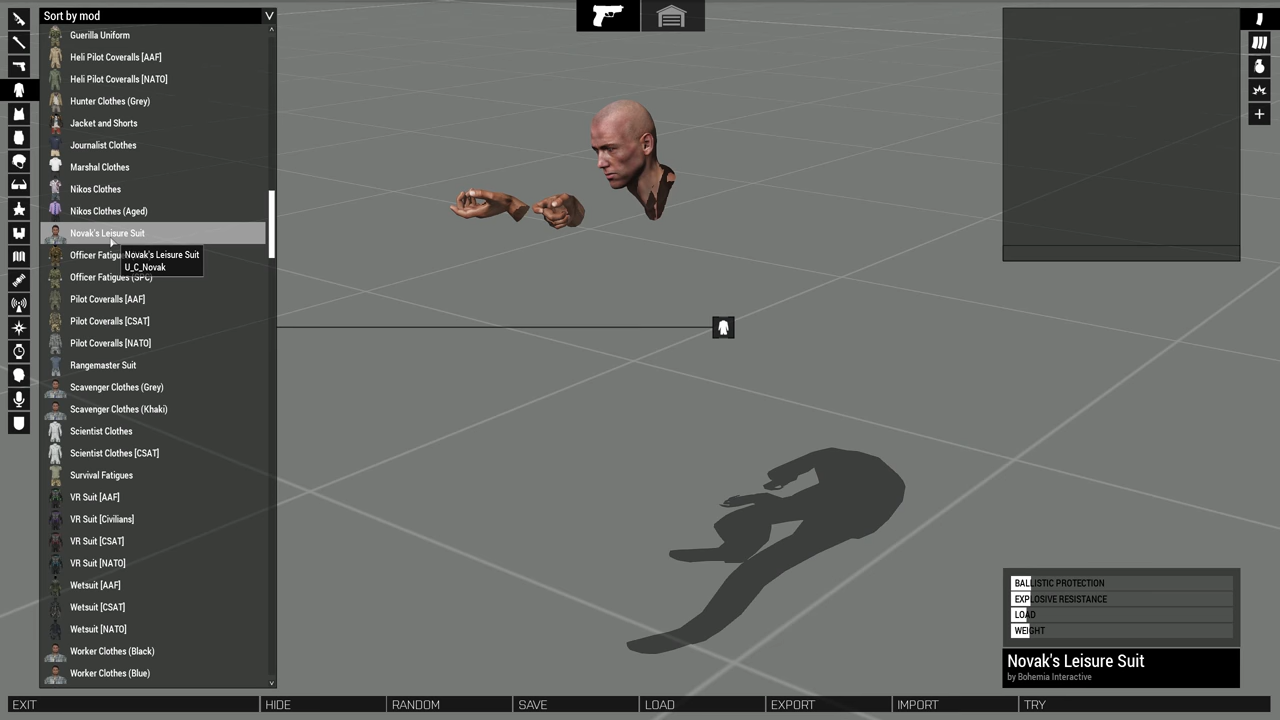 Sort by mod
Guerilla Uniform
Heli Pilot Coveralls [AAF]
Heli Pilot Coveralls [NATO]
Hunter Clothes (Grey)
Jacket and Shorts
Journalist Clothes
Marshal Clothes
Nikos Clothes
Nikos Clothes (Aged)
Novak's Leisure Suit
Officer Fatigu
Novak's Leisure Suit
U_C_Novak
Officer Fatigues (SPC)
Pilot Coveralls [AAF]
Pilot Coveralls [CSAT]
Pilot Coveralls [NATO]
Rangemaster Suit
Scavenger Clothes (Grey)
Scavenger Clothes (Khaki)
Scientist Clothes
Scientist Clothes [CSAT]
Survival Fatigues
VR Suit [AAF]
VR Suit [Civilians]
VR Suit [CSAT]
VR Suit [NATO]
Wetsuit [AAF]
Wetsuit [CSAT]
Wetsuit [NATO]
Worker Clothes (Black)
Worker Clothes (Blue)
BALLISTIC PROTECTION
EXPLOSIVE RESISTANCE
LOAD
WEIGHT
Novak's Leisure Suit
by Bohemia Interactive
EXIT
HIDE
RANDOM
SAVE
LOAD
EXPORT
IMPORT
TRY